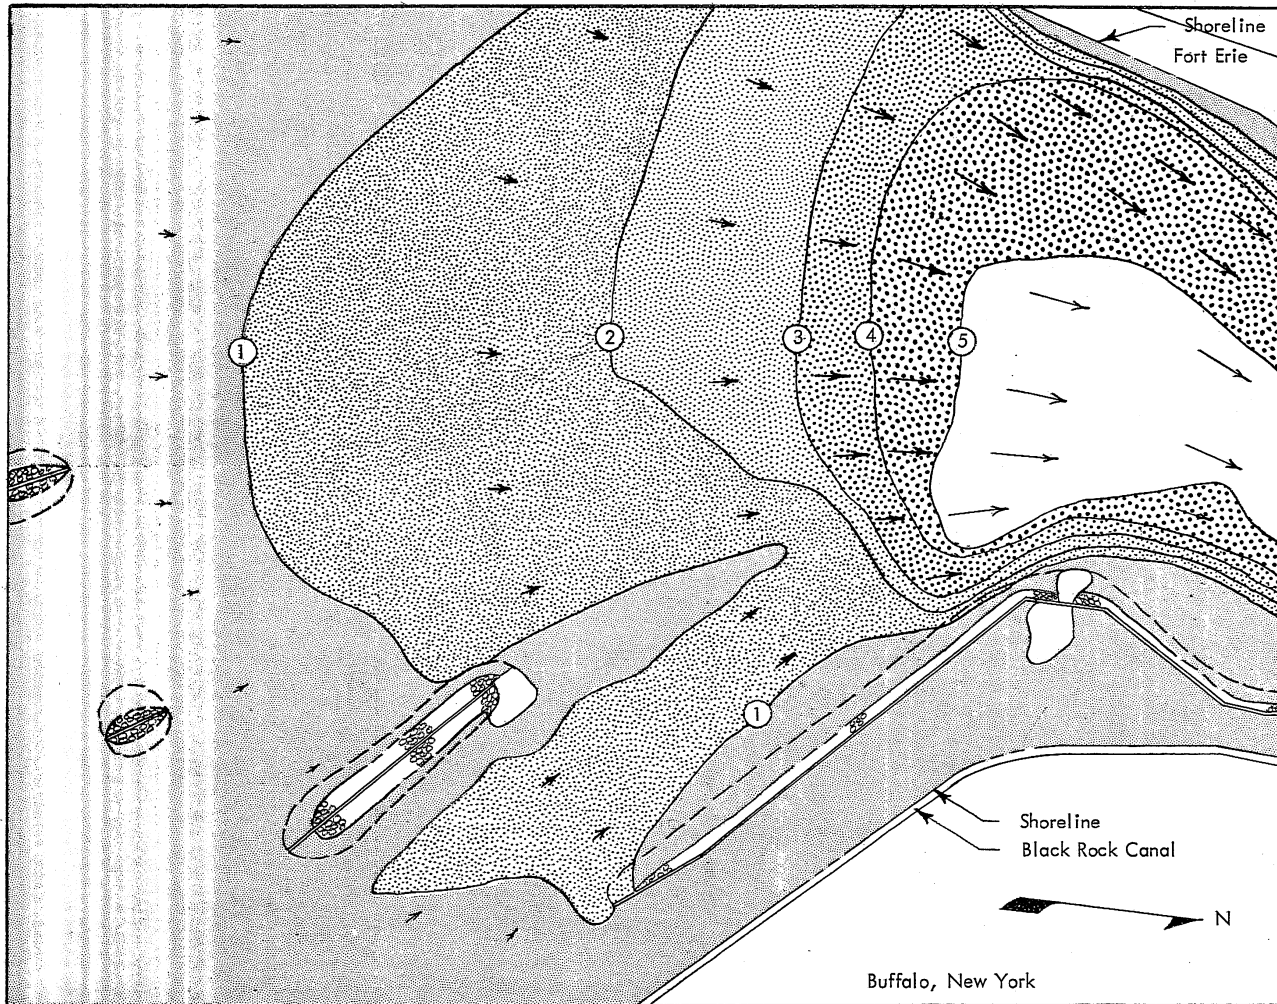 Shoreline
Fort Erie
1
2
3
4
5
1
Shoreline
Black Rock Canal
N
Buffalo, New York